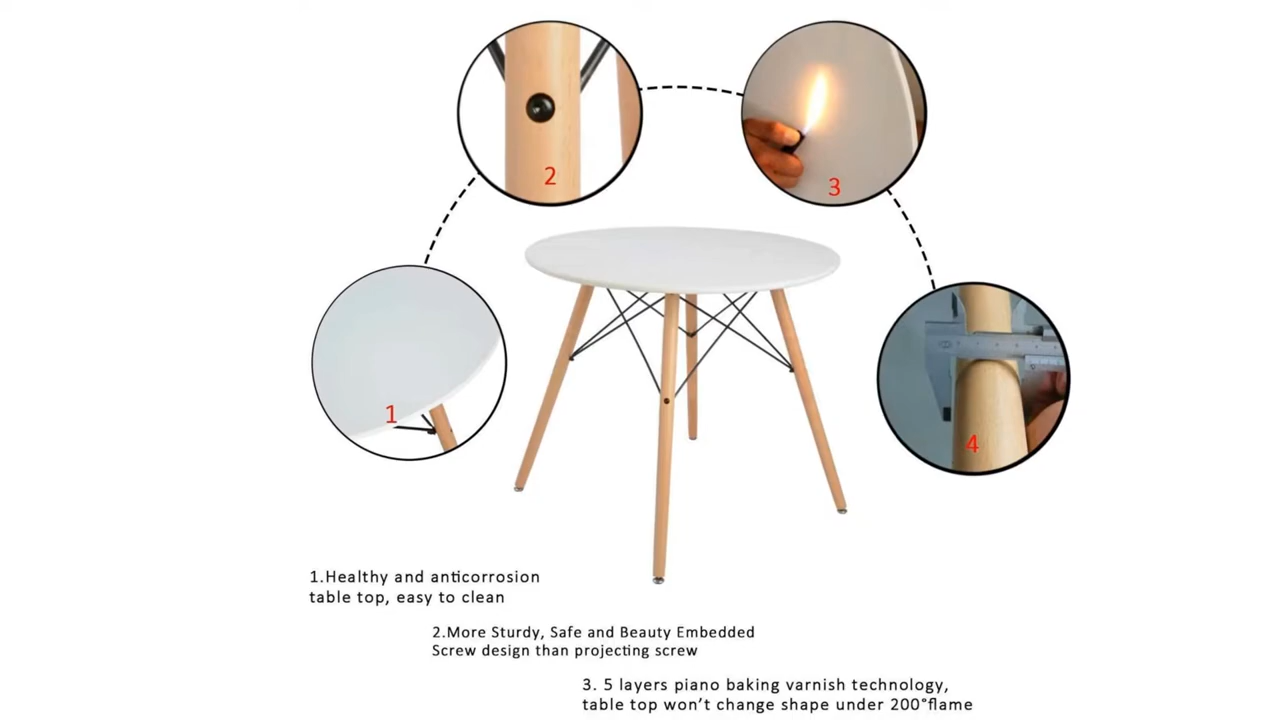 2
3
1
4
1.Healthy and anticorrosion
table top, easy to clean
2.More Sturdy, Safe and Beauty Embedded
Screw design than projecting screw
3. 5 layers piano baking varnish technology,
table top won't change shape under 200°flame